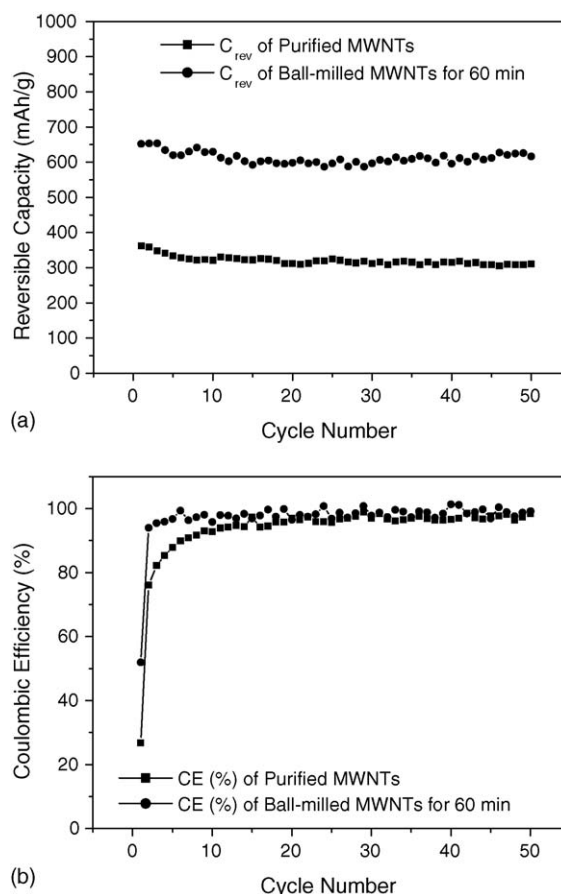 1000
900
800
700
600
500
400
300
200
100
0
Reversible Capacity (mAh/g)
C rev of Purified MWNTs
C rev of Ball-milled MWNTs for 60 min
0 10 20 30 40 50
Cycle Number
(a)
100
80
60
40
20
0
Coulombic Efficiency (%)
CE (%) of Purified MWNTs
CE (%) of Ball-milled MWNTs for 60 min
0 10 20 30 40 50
Cycle Number
(b)